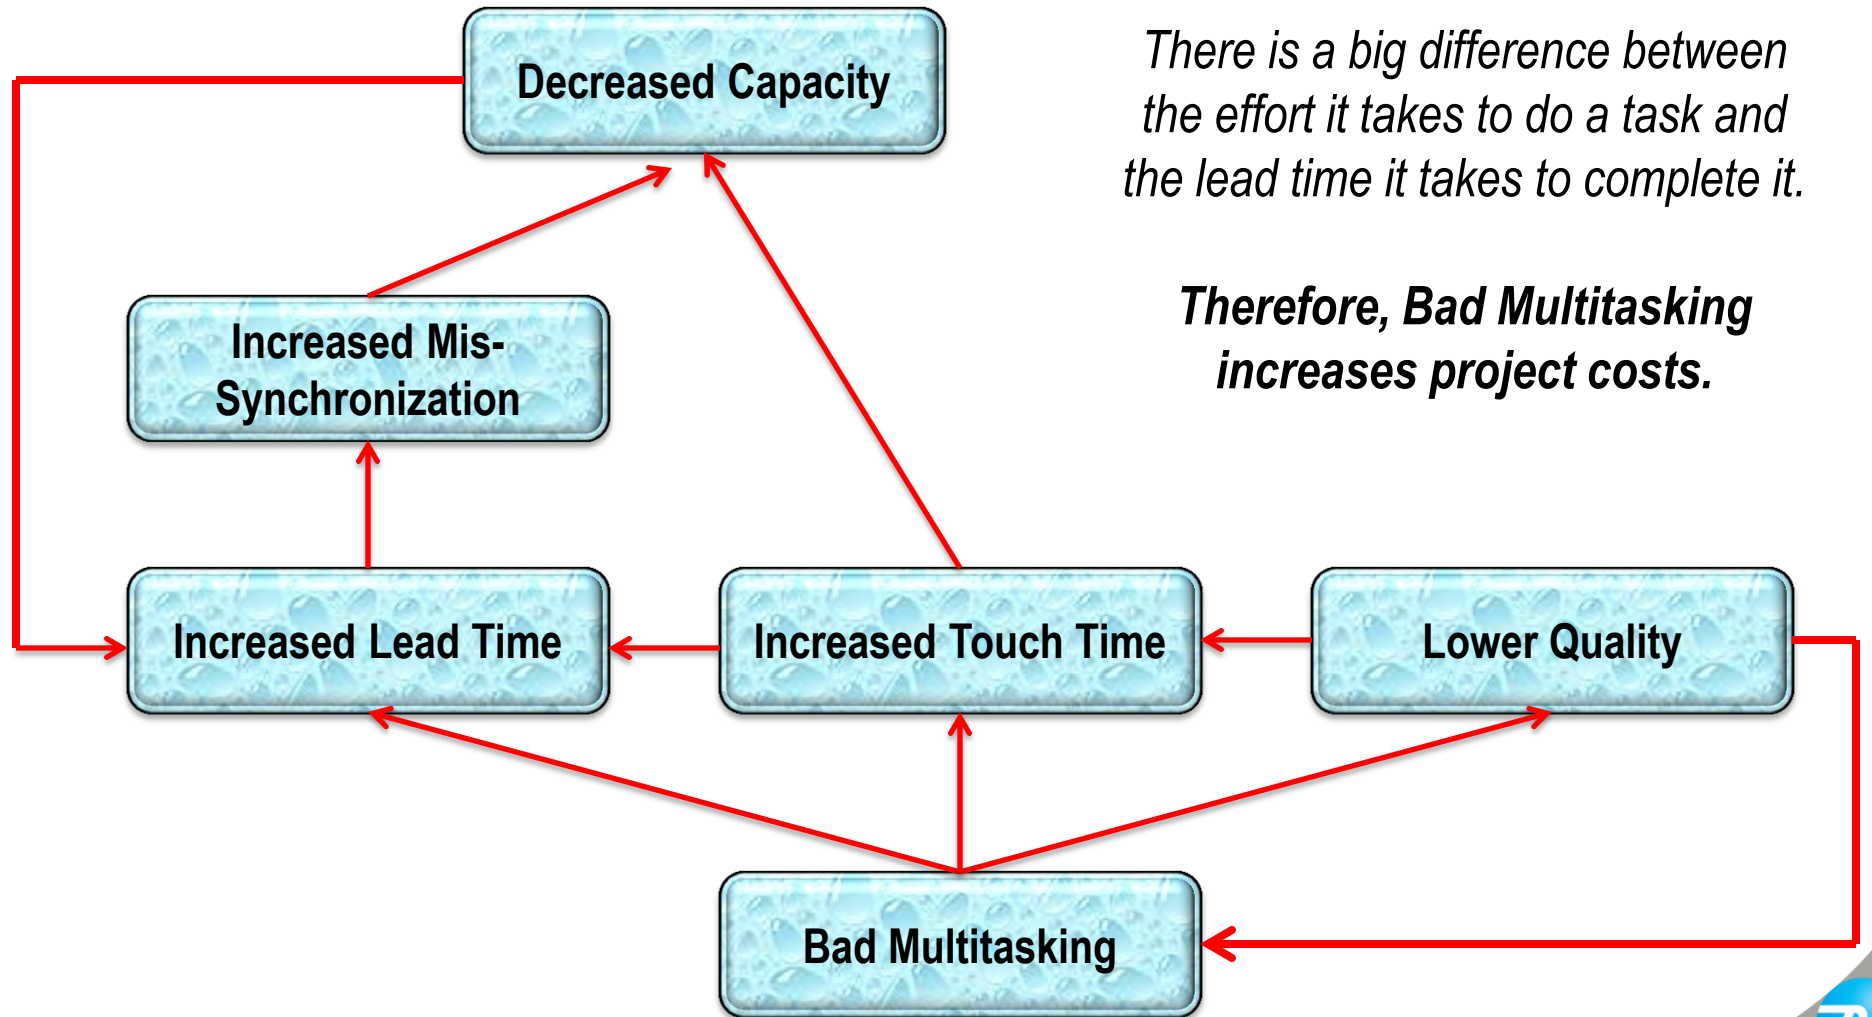 Decreased Capacity
There is a big difference between
the effort it takes to do a task and
the lead time it takes to complete it.
Therefore, Bad Multitasking
increases project costs.
Increased Mis-
Synchronization
Increased Lead Time
Increased Touch Time
Lower Quality
Bad Multitasking